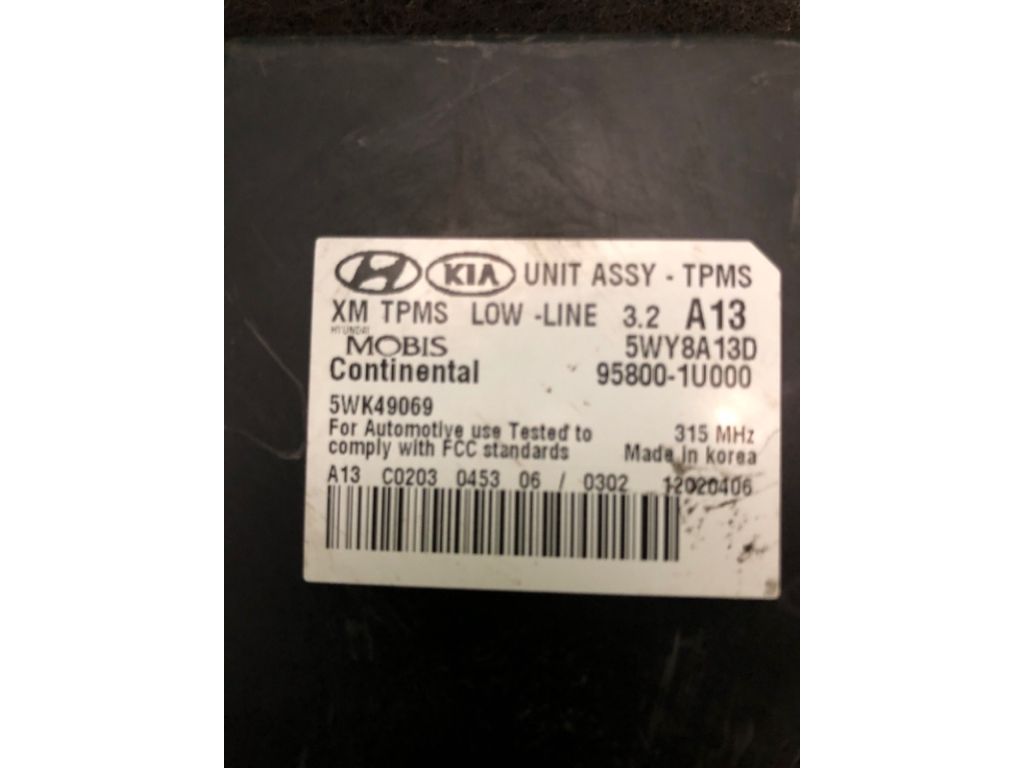 KIA UNIT ASSY - TPMS
XM TPMS LOW -LINE 3.2 A13
HYUNDAI
MOBIS 5WY8A13D
Continental 95800-1U000
5WK49069
For Automotive use Tested to 315 MHz
comply with FCC standards Made in korea
A13 C0203 0453 06 / 0302 12020406